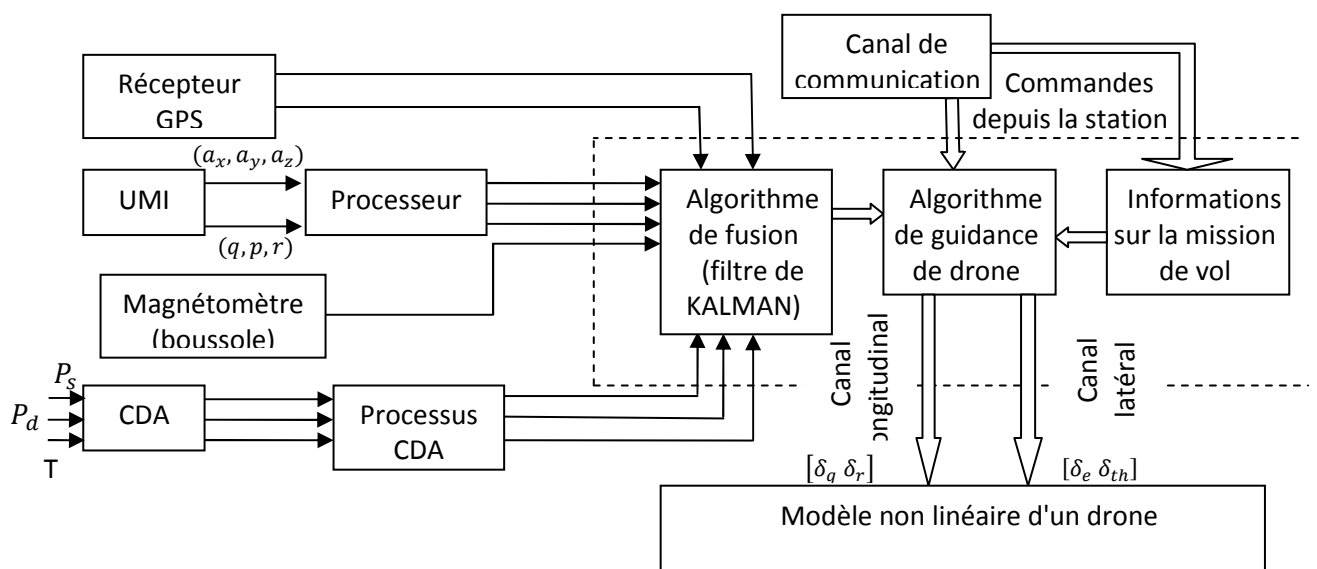 Récepteur
GPS
Canal de
communication
Commandes
depuis la station
(a_x, a_y, a_z)
UMI
(q, p, r)
Processeur
Algorithme
de fusion
(filtre de
KALMAN)
Algorithme
de guidance
de drone
Informations
sur la mission
de vol
Magnétomètre
(boussole)
P_s
P_d
T
CDA
Processus
CDA
Canal
ongitudinal
Canal
latéral
[δ_q δ_r]
[δ_e δ_th]
Modèle non linéaire d'un drone